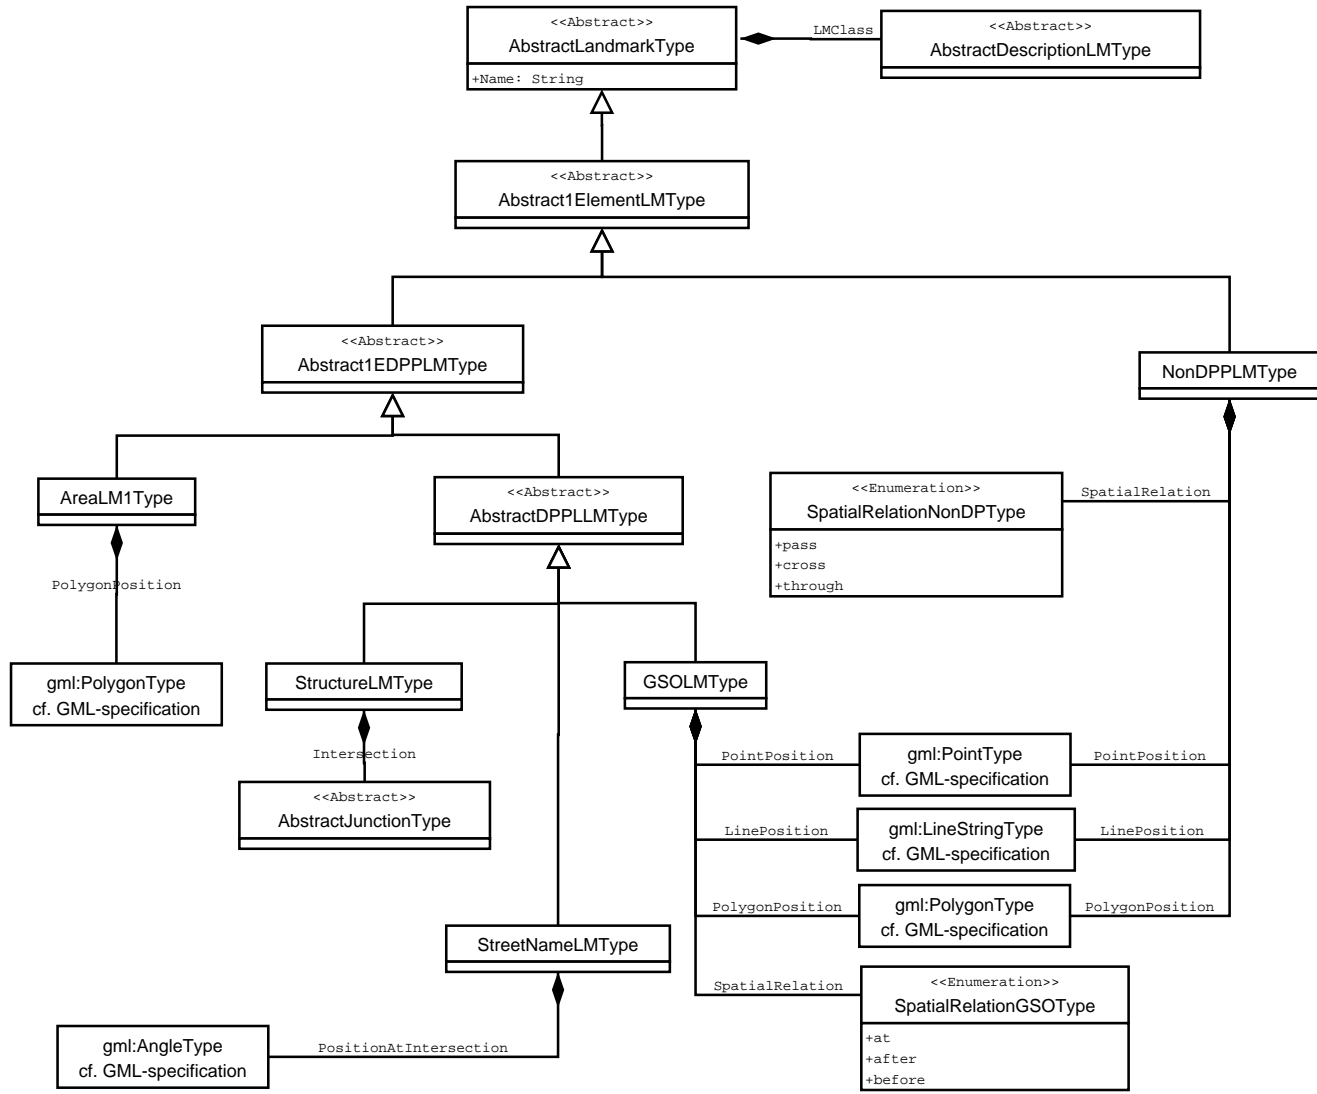 <<Abstract>>
AbstractLandmarkType
+Name: String
LMClass
<<Abstract>>
AbstractDescriptionLMType
<<Abstract>>
Abstract1ElementLMType
<<Abstract>>
Abstract1EDPPLMType
NonDPPLMType
AreaLM1Type
<<Abstract>>
AbstractDPPLLMType
<<Enumeration>>
SpatialRelationNonDPType
+pass
+cross
+through
SpatialRelation
PolygonPosition
gml:PolygonType
cf. GML-specification
StructureLMType
GSOLMType
Intersection
<<Abstract>>
AbstractJunctionType
PointPosition
gml:PointType
cf. GML-specification
PointPosition
LinePosition
gml:LineStringType
cf. GML-specification
LinePosition
PolygonPosition
gml:PolygonType
cf. GML-specification
PolygonPosition
StreetNameLMType
SpatialRelation
<<Enumeration>>
SpatialRelationGSOType
+at
+after
+before
gml:AngleType
cf. GML-specification
PositionAtIntersection